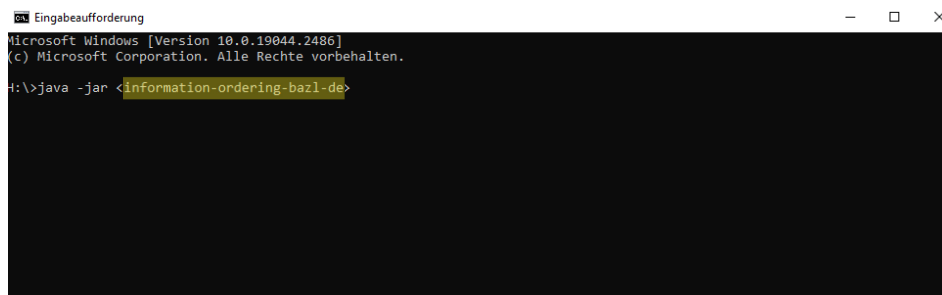 Eingabeaufforderung
Microsoft Windows [Version 10.0.19044.2486]
(c) Microsoft Corporation. Alle Rechte vorbehalten.
H:\>java -jar <information-ordering-bazl-de>